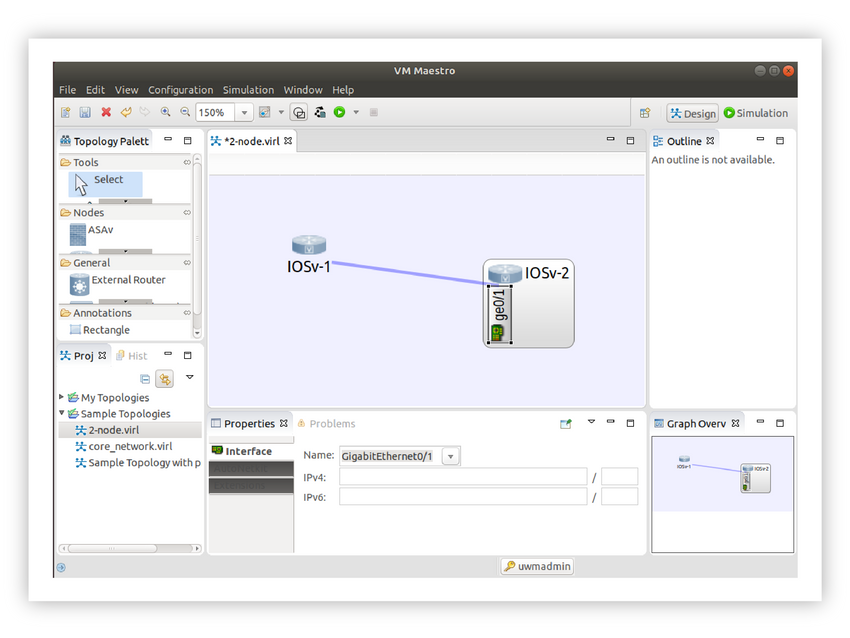 VM Maestro
File Edit View Configuration Simulation Window Help
150%
Design
Simulation
Topology Palett
Tools
Select
Nodes
ASAv
General
External Router
Annotations
Rectangle
*2-node.virl
IOSv-1
IOSv-2
ge0/1
Outline
An outline is not available.
Proj
Hist
My Topologies
Sample Topologies
2-node.virl
core_network.virl
Sample Topology with p
Properties
Problems
Interface
Name: GigabitEthernet0/1
IPv4: /
IPv6: /
Graph Overv
IOSv-1
IOSv-2
uwmadmin